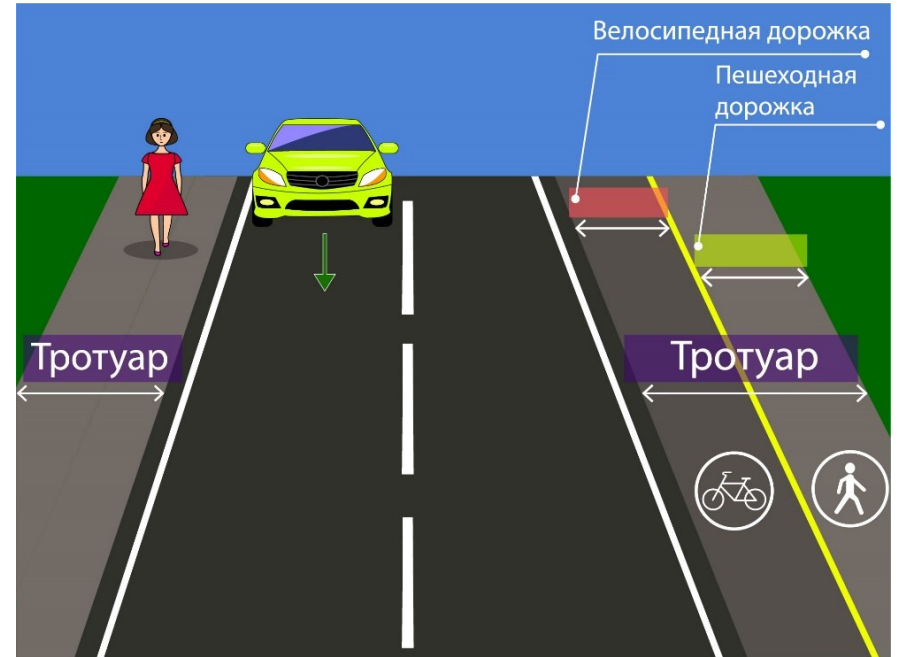 Велосипедная дорожка
Пешеходная
дорожка
Тротуар
Тротуар